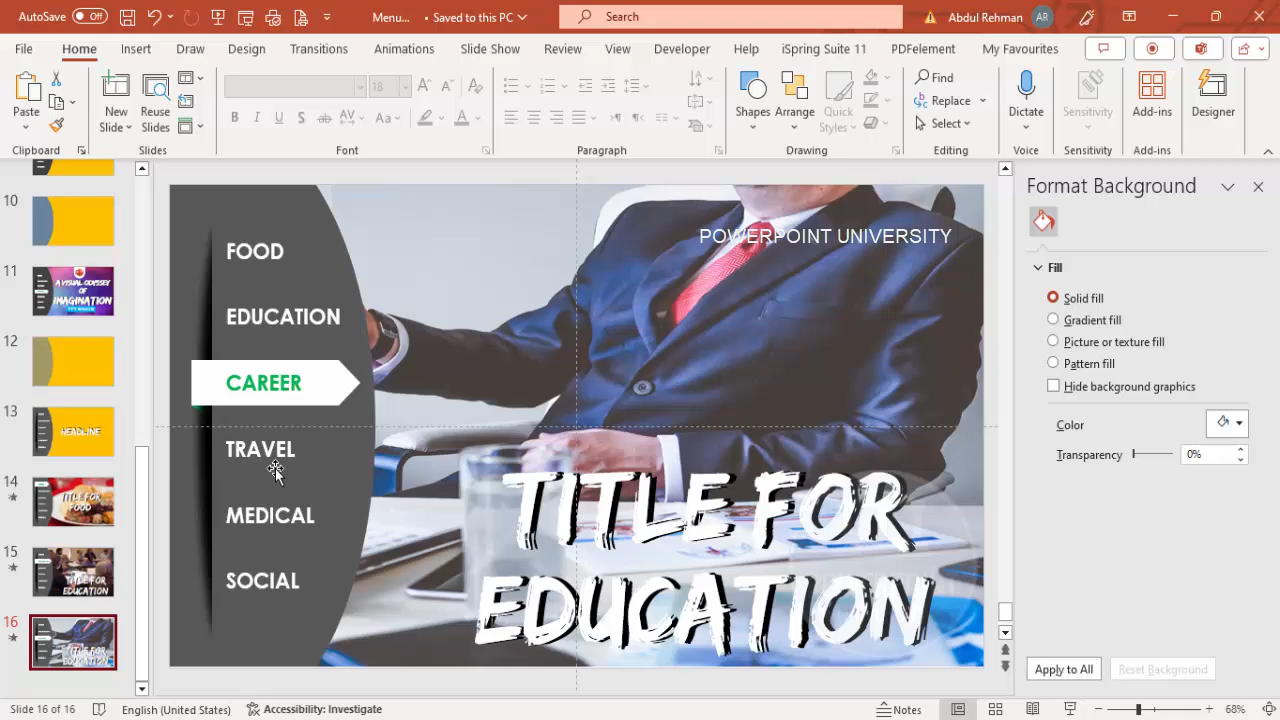 AutoSave Off Menu... • Saved to this PC Search Abdul Rehman AR
File Home Insert Draw Design Transitions Animations Slide Show Review View Developer Help iSpring Suite 11 PDFelement My Favourites
Paste New Slide Reuse Slides 18 Shapes Arrange Quick Styles Find Replace Select Dictate Sensitivity Add-ins Designer
Clipboard Slides Font Paragraph Drawing Editing Voice Sensitivity Add-ins
10
11
A VISUAL ODYSSEY
OF
IMAGINATION
12
13
HEADLINE
14
TITLE FOR
FOOD
15
TITLE FOR
EDUCATION
16
TITLE FOR
EDUCATION
POWERPOINT UNIVERSITY
FOOD
EDUCATION
CAREER
TRAVEL
MEDICAL
SOCIAL
TITLE FOR
EDUCATION
Format Background
Fill
Solid fill
Gradient fill
Picture or texture fill
Pattern fill
Hide background graphics
Color
Transparency 0%
Apply to All Reset Background
Slide 16 of 16 English (United States) Accessibility: Investigate Notes 68%